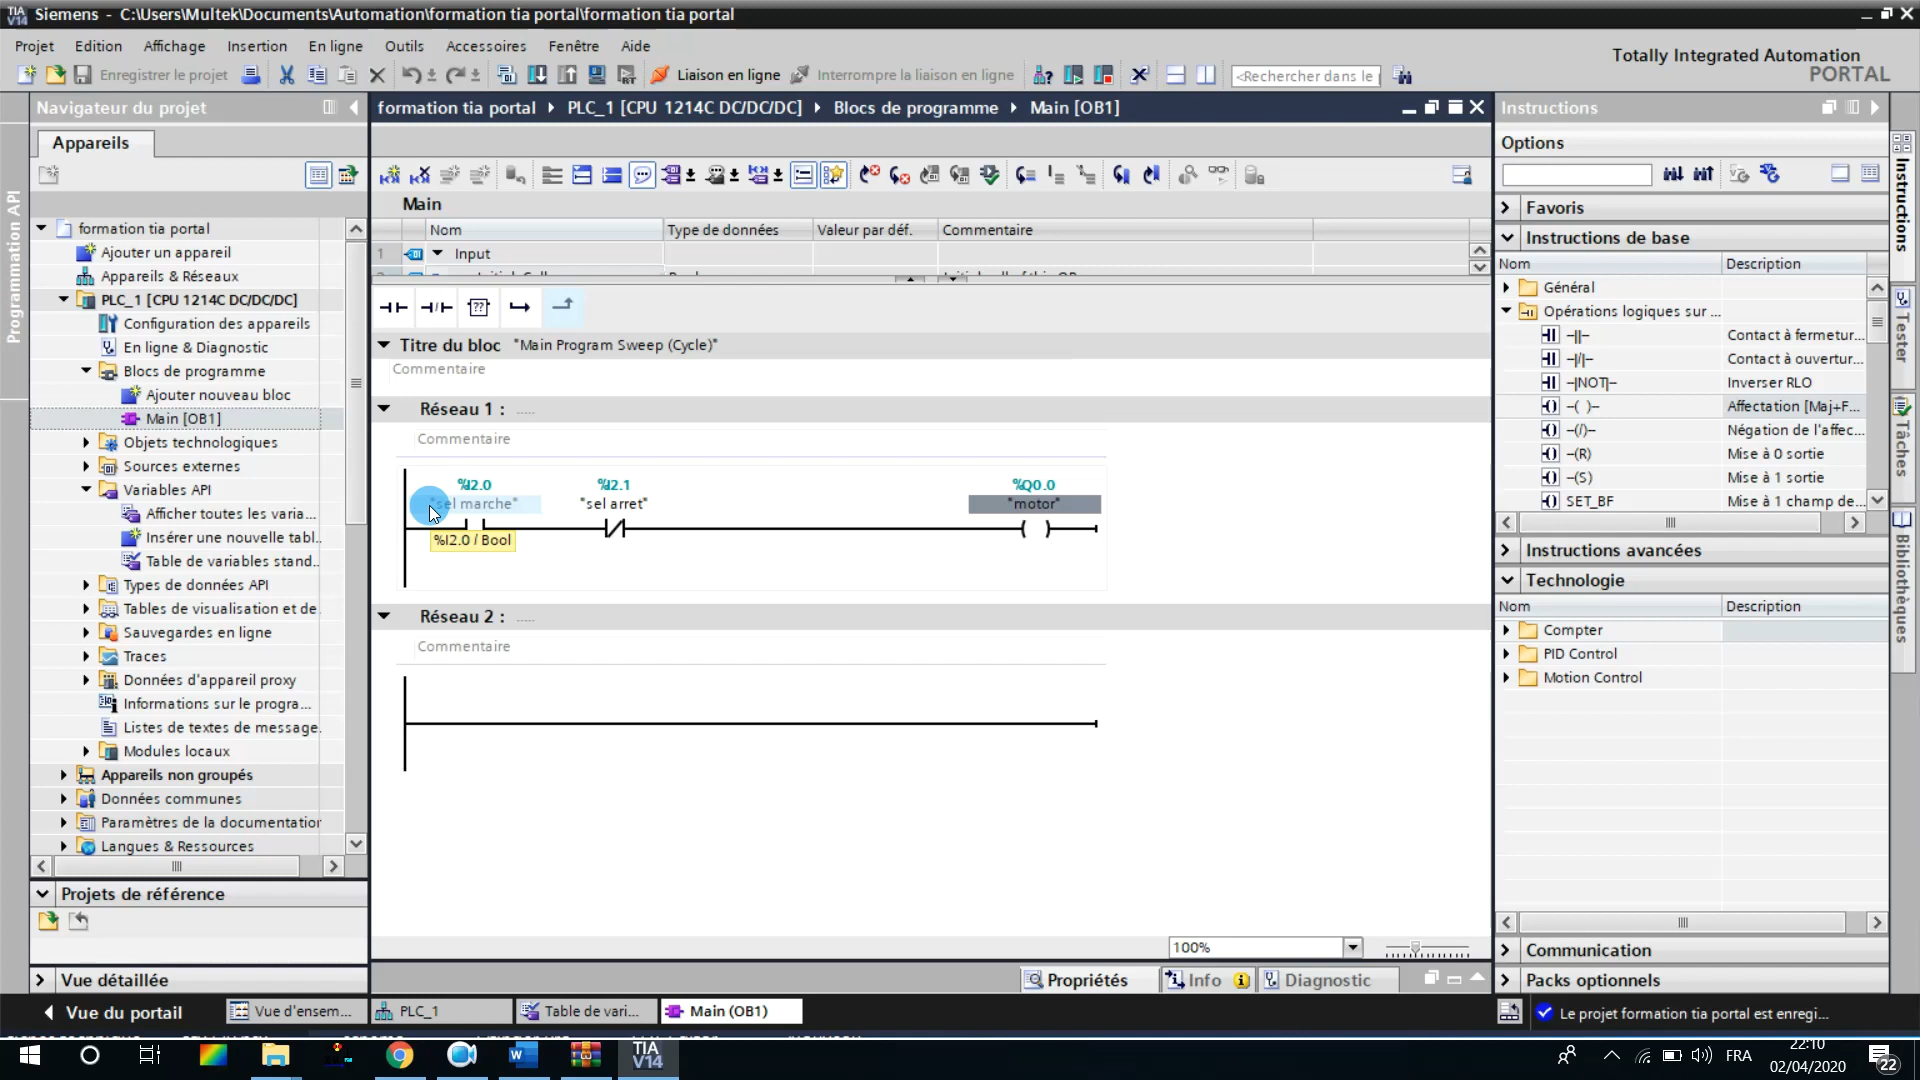 TIA V14 Siemens - C:\Users\Multek\Documents\Automation\formation tia portal\formation tia portal
Projet Edition Affichage Insertion En ligne Outils Accessoires Fenêtre Aide
Totally Integrated Automation
PORTAL
Enregistrer le projet Liaison en ligne Interrompre la liaison en ligne <Rechercher dans le p
Navigateur du projet
formation tia portal PLC_1 [CPU 1214C DC/DC/DC] Blocs de programme Main [OB1]
Instructions
Appareils
Options
Programmation API
formation tia portal
Ajouter un appareil
Appareils & Réseaux
PLC_1 [CPU 1214C DC/DC/DC]
Configuration des appareils
En ligne & Diagnostic
Blocs de programme
Ajouter nouveau bloc
Main [OB1]
Objets technologiques
Sources externes
Variables API
Afficher toutes les varia...
Insérer une nouvelle tabl..
Table de variables stand..
Types de données API
Tables de visualisation et de
Sauvegardes en ligne
Traces
Données d'appareil proxy
Informations sur le progra...
Listes de textes de message.
Modules locaux
Appareils non groupés
Données communes
Paramètres de la documentation
Langues & Ressources
Projets de référence
Vue détaillée
Main
Nom Type de données Valeur par déf. Commentaire
1 Input
Titre du bloc "Main Program Sweep (Cycle)"
Commentaire
Réseau 1 : .....
Commentaire
%I2.0 %I2.1 %Q0.0
"sel marche" "sel arret" "motor"
%I2.0 / Bool
Réseau 2 : .....
Commentaire
100%
Propriétés Info Diagnostic
Favoris
Instructions de base
Nom Description
Général
Opérations logiques sur ...
–||– Contact à fermetur...
–|/|– Contact à ouvertur...
–|NOT|– Inverser RLO
–( )– Affectation [Maj+F...
–(/)– Négation de l'affec...
–(R) Mise à 0 sortie
–(S) Mise à 1 sortie
SET_BF Mise à 1 champ de...
Instructions avancées
Technologie
Nom Description
Compter
PID Control
Motion Control
Communication
Packs optionnels
Instructions
Tester
Tâches
Bibliothèques
Vue du portail Vue d'ensem... PLC_1 Table de vari... Main (OB1) Le projet formation tia portal est enregi...
TIA V14
FRA
22:10
02/04/2020
22